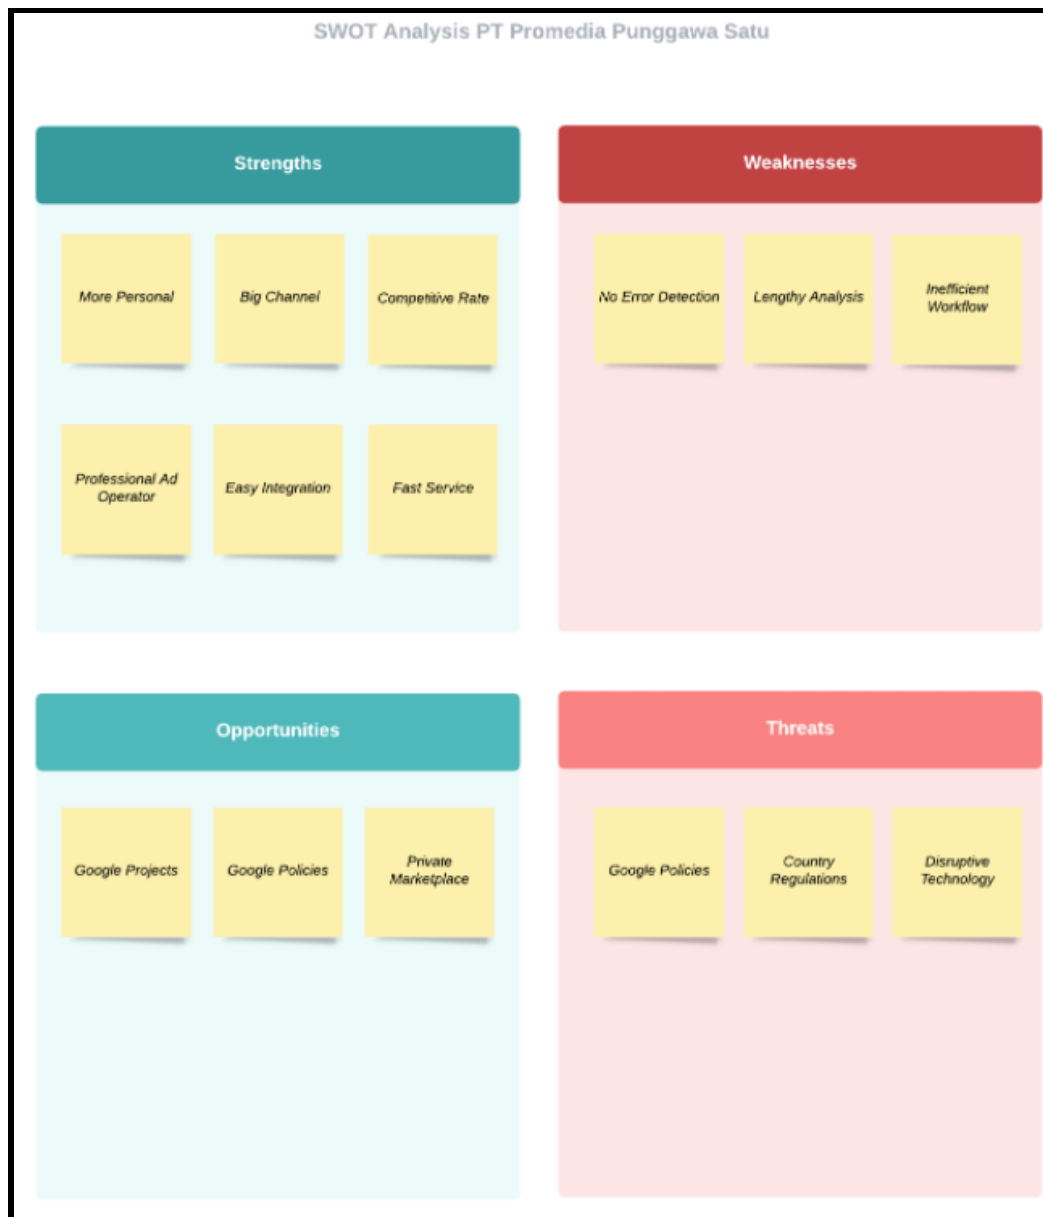 SWOT Analysis PT Promedia Punggawa Satu
Strengths
More Personal
Big Channel
Competitive Rate
Professional Ad
Operator
Easy Integration
Fast Service
Weaknesses
No Error Detection
Lengthy Analysis
Inefficient
Workflow
Opportunities
Google Projects
Google Policies
Private
Marketplace
Threats
Google Policies
Country
Regulations
Disruptive
Technology